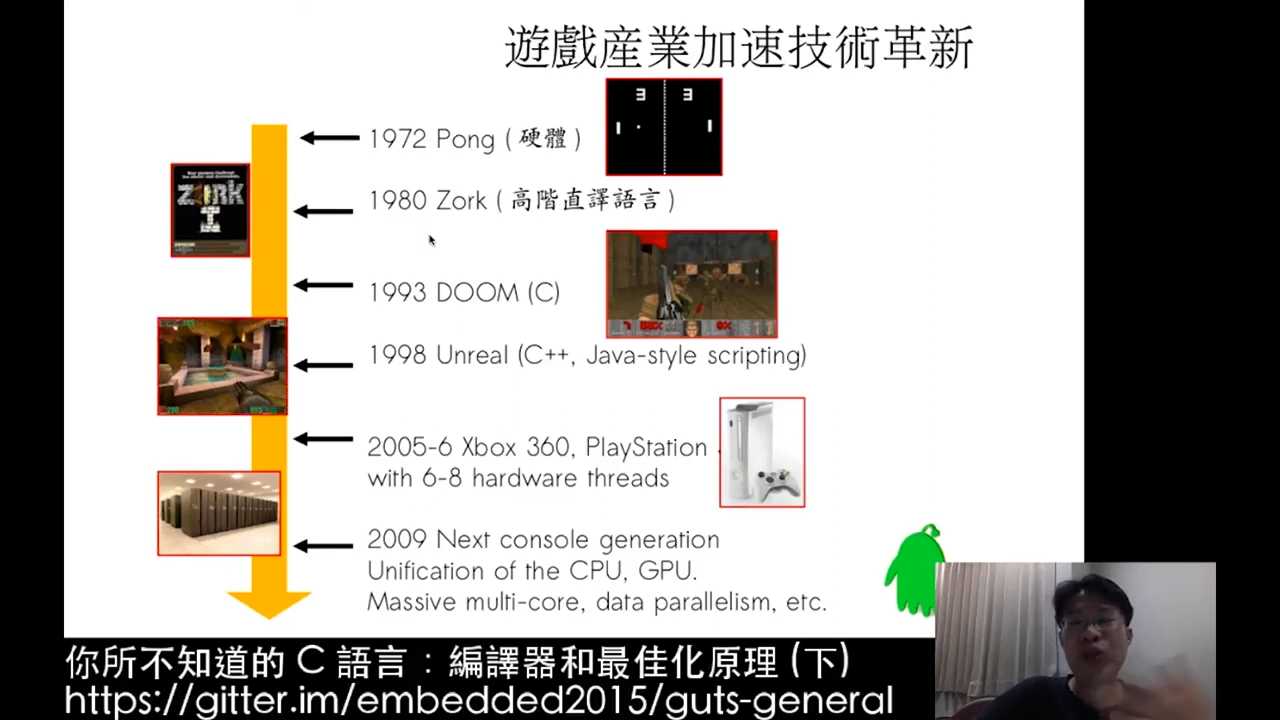 遊戲產業加速技術革新
3 3
1972 Pong ( 硬體 )
ZORK
I
1980 Zork ( 高階直譯語言 )
1993 DOOM (C)
1998 Unreal (C++, Java-style scripting)
2005-6 Xbox 360, PlayStation
with 6-8 hardware threads
2009 Next console generation
Unification of the CPU, GPU.
Massive multi-core, data parallelism, etc.
你所不知道的 C 語言：編譯器和最佳化原理 (下)
https://gitter.im/embedded2015/guts-general